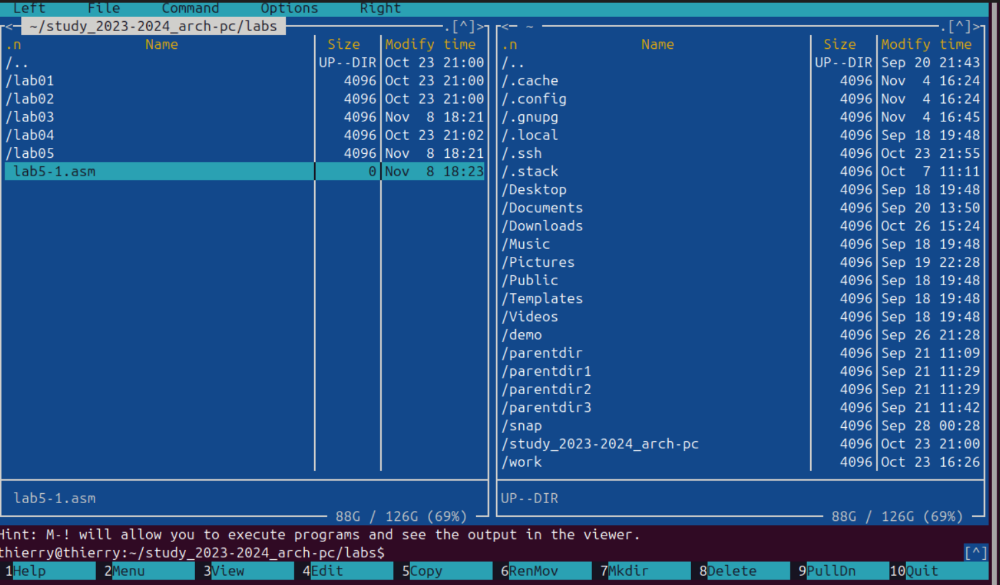 Left File Command Options Right
<─ ~/study_2023-2024_arch-pc/labs .[^]>
.n Name Size Modify time
/.. UP--DIR Oct 23 21:00
/lab01 4096 Oct 23 21:00
/lab02 4096 Oct 23 21:00
/lab03 4096 Nov 8 18:21
/lab04 4096 Oct 23 21:02
/lab05 4096 Nov 8 18:21
lab5-1.asm 0 Nov 8 18:23
lab5-1.asm
88G / 126G (69%)
<─ ~ .[^]>
.n Name Size Modify time
/.. UP--DIR Sep 20 21:43
/.cache 4096 Nov 4 16:24
/.config 4096 Nov 4 16:24
/.gnupg 4096 Nov 4 16:45
/.local 4096 Sep 18 19:48
/.ssh 4096 Oct 23 21:55
/.stack 4096 Oct 7 11:11
/Desktop 4096 Sep 18 19:48
/Documents 4096 Sep 20 13:50
/Downloads 4096 Oct 26 15:24
/Music 4096 Sep 18 19:48
/Pictures 4096 Sep 19 22:28
/Public 4096 Sep 18 19:48
/Templates 4096 Sep 18 19:48
/Videos 4096 Sep 18 19:48
/demo 4096 Sep 26 21:28
/parentdir 4096 Sep 21 11:09
/parentdir1 4096 Sep 21 11:29
/parentdir2 4096 Sep 21 11:29
/parentdir3 4096 Sep 21 11:42
/snap 4096 Sep 28 00:28
/study_2023-2024_arch-pc 4096 Oct 23 21:00
/work 4096 Oct 23 16:26
UP--DIR
88G / 126G (69%)
Hint: M-! will allow you to execute programs and see the output in the viewer.
thierry@thierry:~/study_2023-2024_arch-pc/labs$ [^]
1Help 2Menu 3View 4Edit 5Copy 6RenMov 7Mkdir 8Delete 9PullDn 10Quit